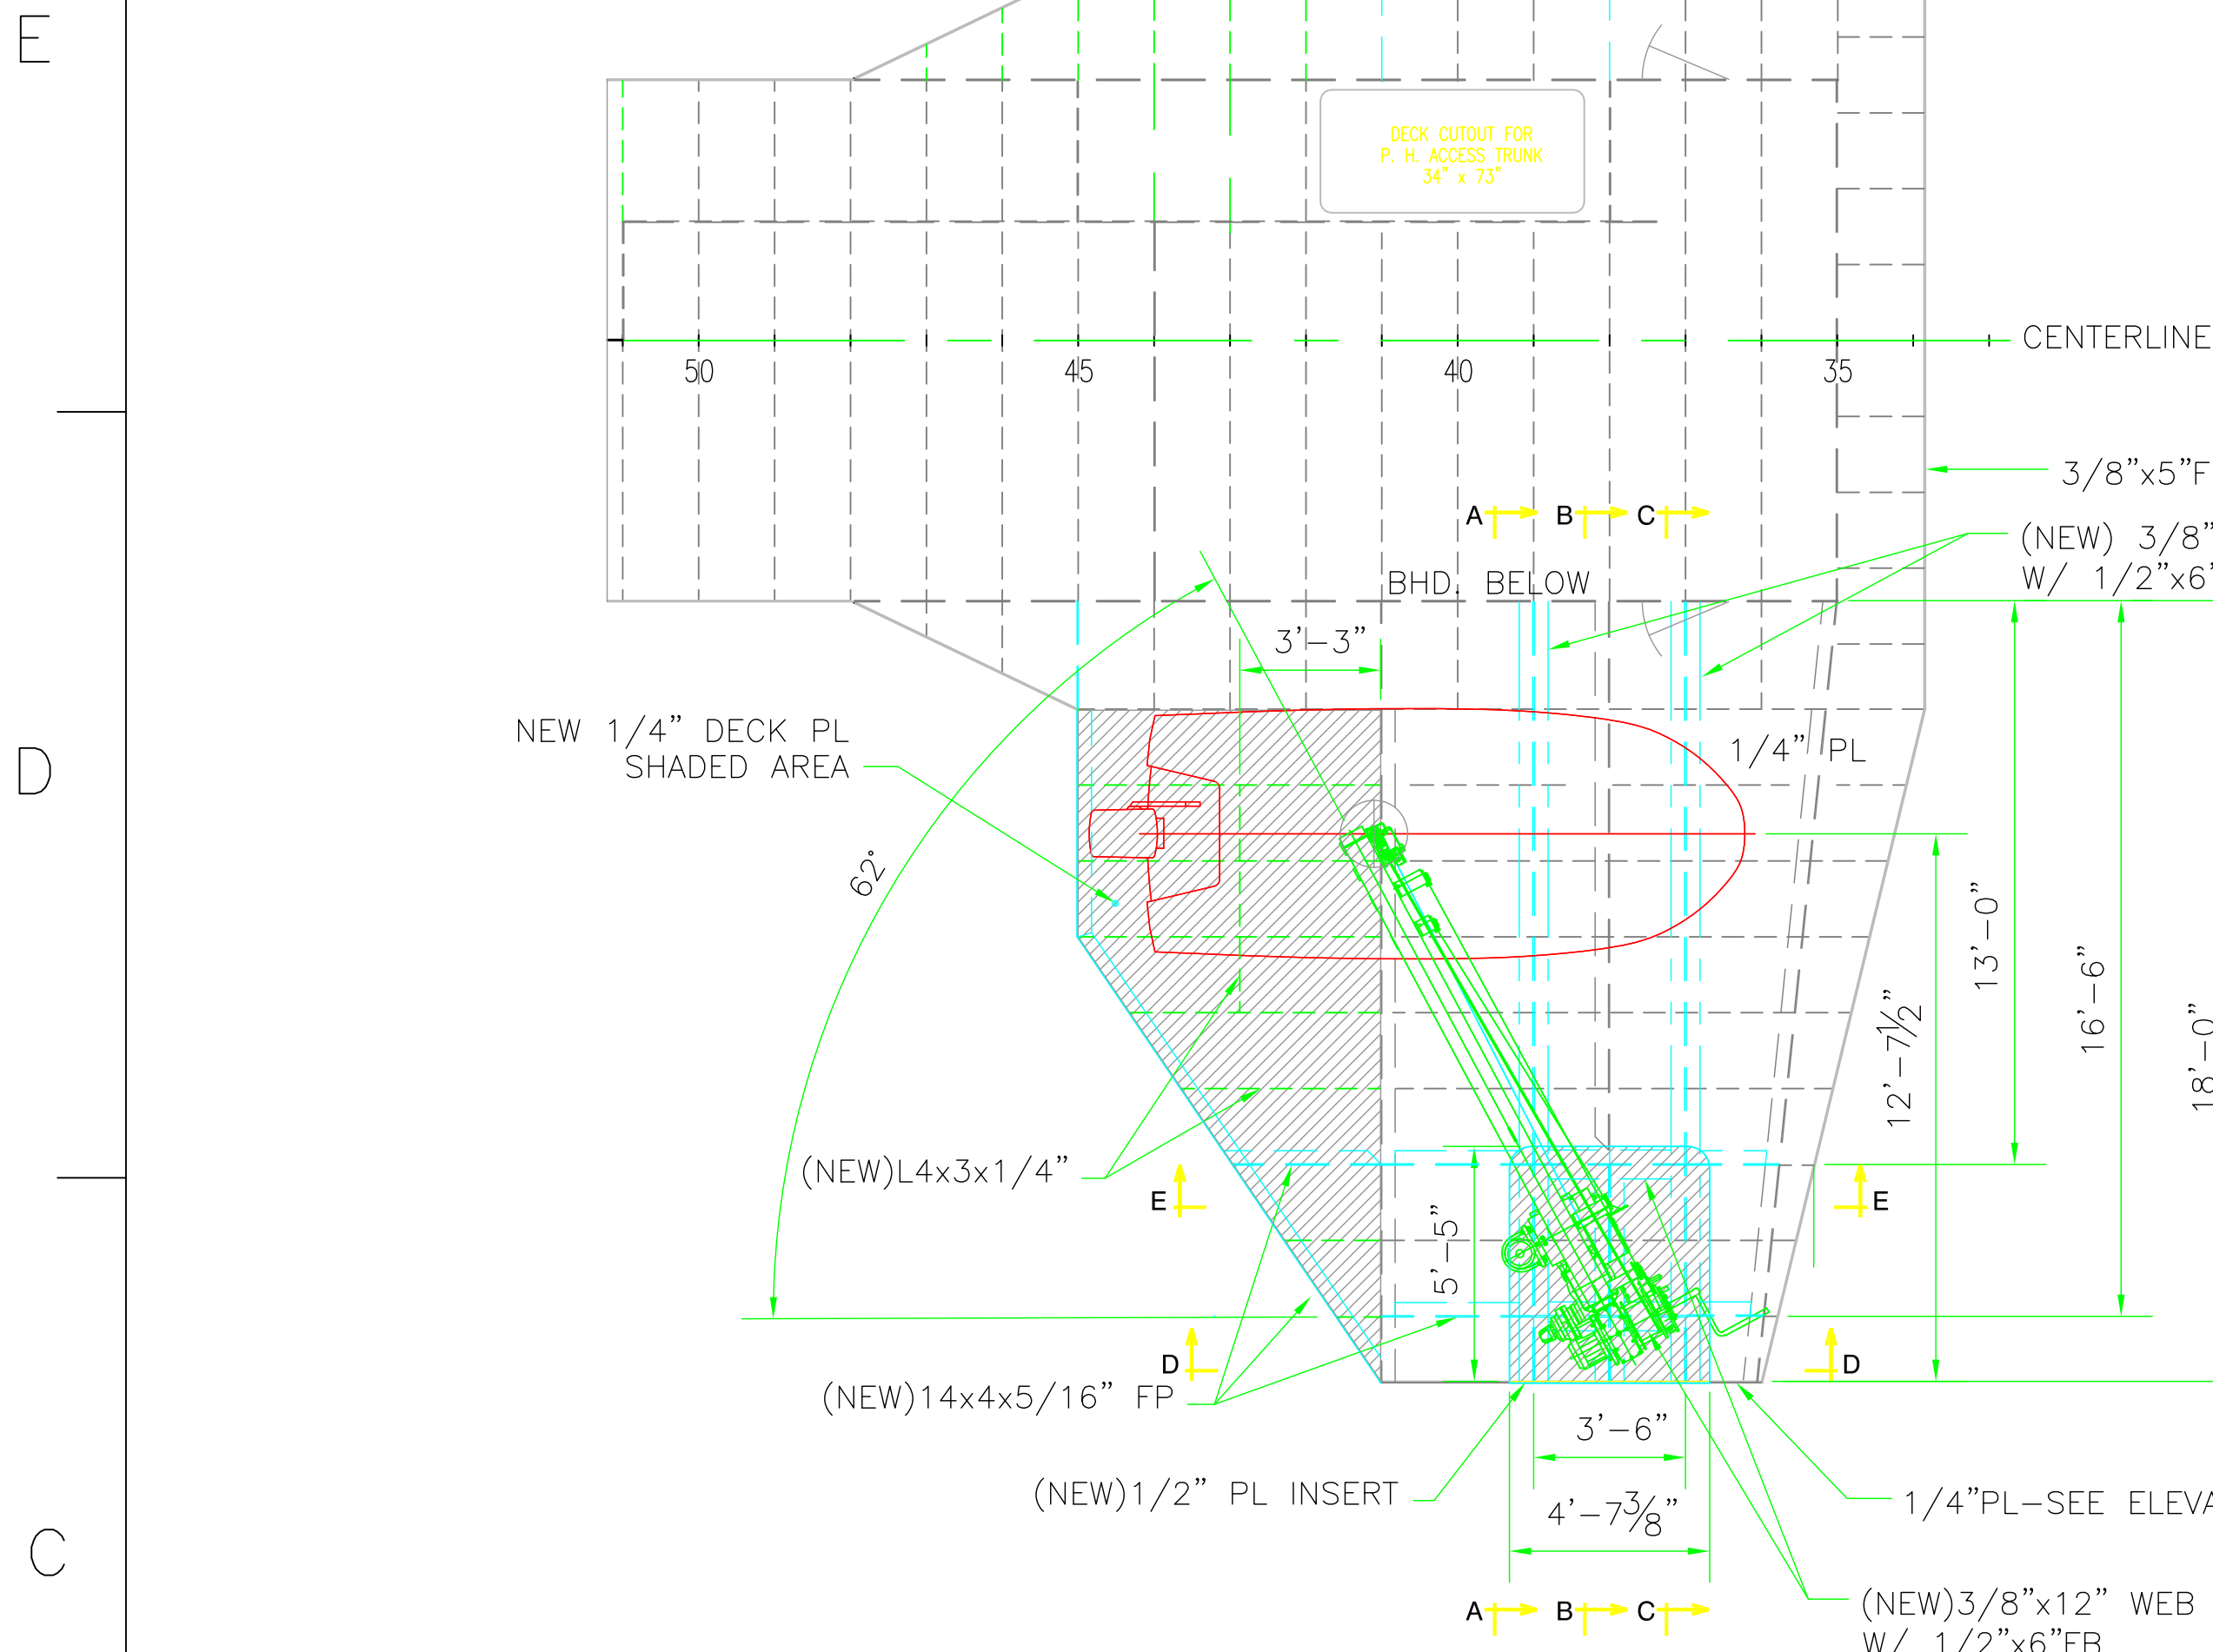 E
DECK CUTOUT FOR
P. H. ACCESS TRUNK
34" x 73"
CENTERLINE
50
45
40
35
3/8"x5"F
A
B
C
(NEW) 3/8"
W/ 1/2"x6"
BHD. BELOW
3'-3"
NEW 1/4" DECK PL
SHADED AREA
1/4" PL
D
62°
13'-0"
16'-6"
12'-7½"
18'-0"
(NEW)L4x3x1/4"
E
E
5'-5"
D
D
(NEW)14x4x5/16" FP
3'-6"
(NEW)1/2" PL INSERT
4'-7⅜"
1/4"PL-SEE ELEVA
C
(NEW)3/8"x12" WEB
W/ 1/2"x6"FB
A
B
C